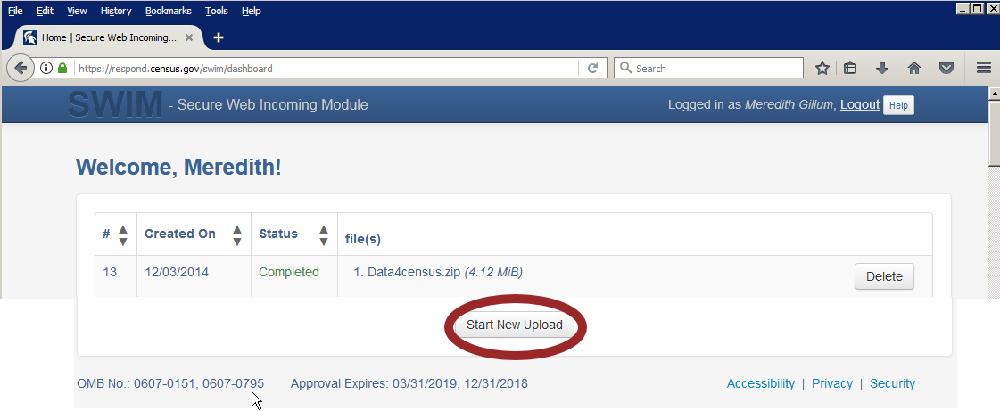 File Edit View History Bookmarks Tools Help
Home | Secure Web Incoming...
https://respond.census.gov/swim/dashboard Search
SWIM - Secure Web Incoming Module Logged in as Meredith Gillum, Logout Help
Welcome, Meredith!
# Created On Status file(s)
13 12/03/2014 Completed 1. Data4census.zip (4.12 MiB) Delete
Start New Upload
OMB No.: 0607-0151, 0607-0795 Approval Expires: 03/31/2019, 12/31/2018 Accessibility | Privacy | Security